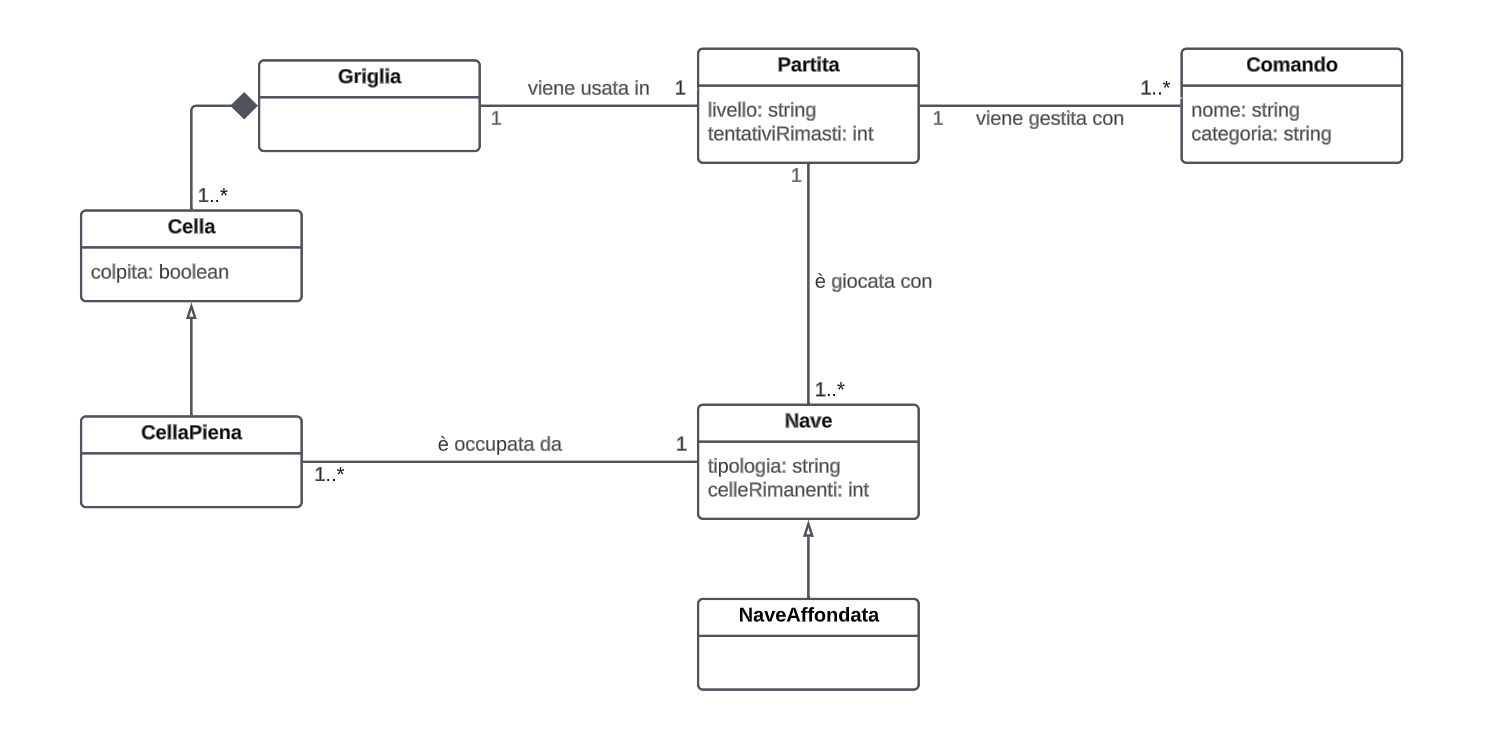 Griglia
viene usata in
1
1
Partita
livello: string
tentativiRimasti: int
1..*
1
viene gestita con
Comando
nome: string
categoria: string
1..*
Cella
colpita: boolean
1
è giocata con
1..*
CellaPiena
1..*
è occupata da
1
Nave
tipologia: string
celleRimanenti: int
NaveAffondata